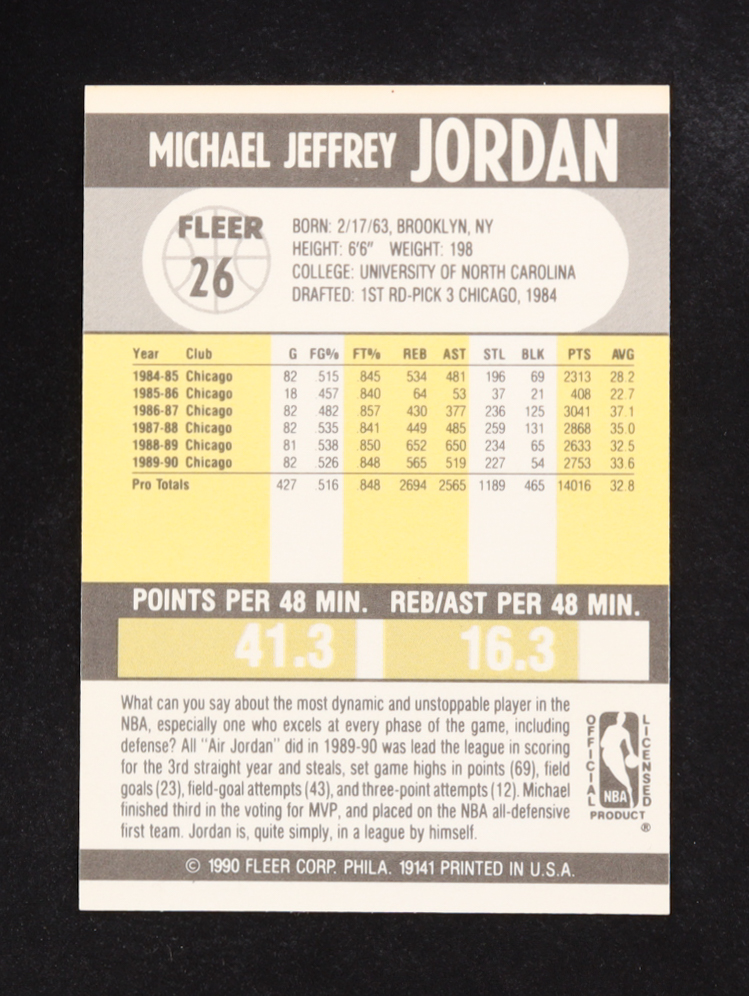 MICHAEL JEFFREY JORDAN
FLEER
26
BORN: 2/17/63, BROOKLYN, NY
HEIGHT: 6'6" WEIGHT: 198
COLLEGE: UNIVERSITY OF NORTH CAROLINA
DRAFTED: 1ST RD-PICK 3 CHICAGO, 1984
Year Club G FG% FT% REB AST STL BLK PTS AVG
1984-85 Chicago 82 .515 .845 534 481 196 69 2313 28.2
1985-86 Chicago 18 .457 .840 64 53 37 21 408 22.7
1986-87 Chicago 82 .482 .857 430 377 236 125 3041 37.1
1987-88 Chicago 82 .535 .841 449 485 259 131 2868 35.0
1988-89 Chicago 81 .538 .850 652 650 234 65 2633 32.5
1989-90 Chicago 82 .526 .848 565 519 227 54 2753 33.6
Pro Totals 427 .516 .848 2694 2565 1189 465 14016 32.8
POINTS PER 48 MIN. REB/AST PER 48 MIN.
41.3 16.3
What can you say about the most dynamic and unstoppable player in the
NBA, especially one who excels at every phase of the game, including
defense? All "Air Jordan" did in 1989-90 was lead the league in scoring
for the 3rd straight year and steals, set game highs in points (69), field
goals (23), field-goal attempts (43), and three-point attempts (12). Michael
finished third in the voting for MVP, and placed on the NBA all-defensive
first team. Jordan is, quite simply, in a league by himself.
OFFICIAL LICENSED
NBA
PRODUCT
®
© 1990 FLEER CORP. PHILA. 19141 PRINTED IN U.S.A.